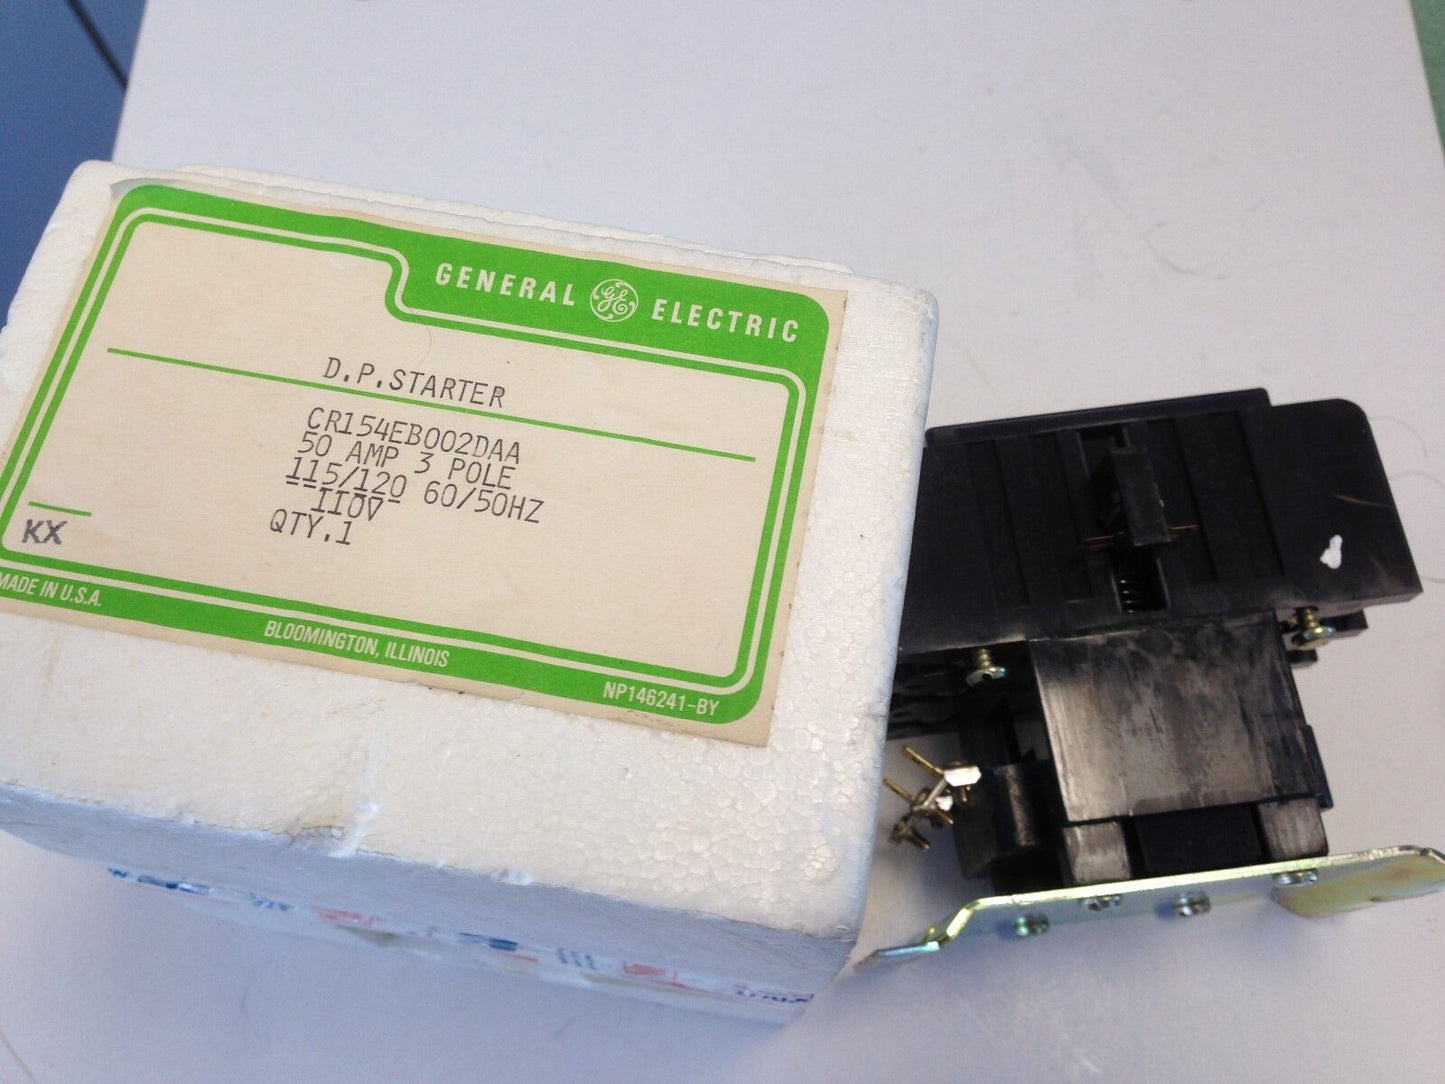 GENERAL GE ELECTRIC
D.P.STARTER
CR154EB002DAA
50 AMP 3 POLE
115/120 60/50HZ
110V
QTY.1
KX
MADE IN U.S.A.
BLOOMINGTON, ILLINOIS
NP146241-BY